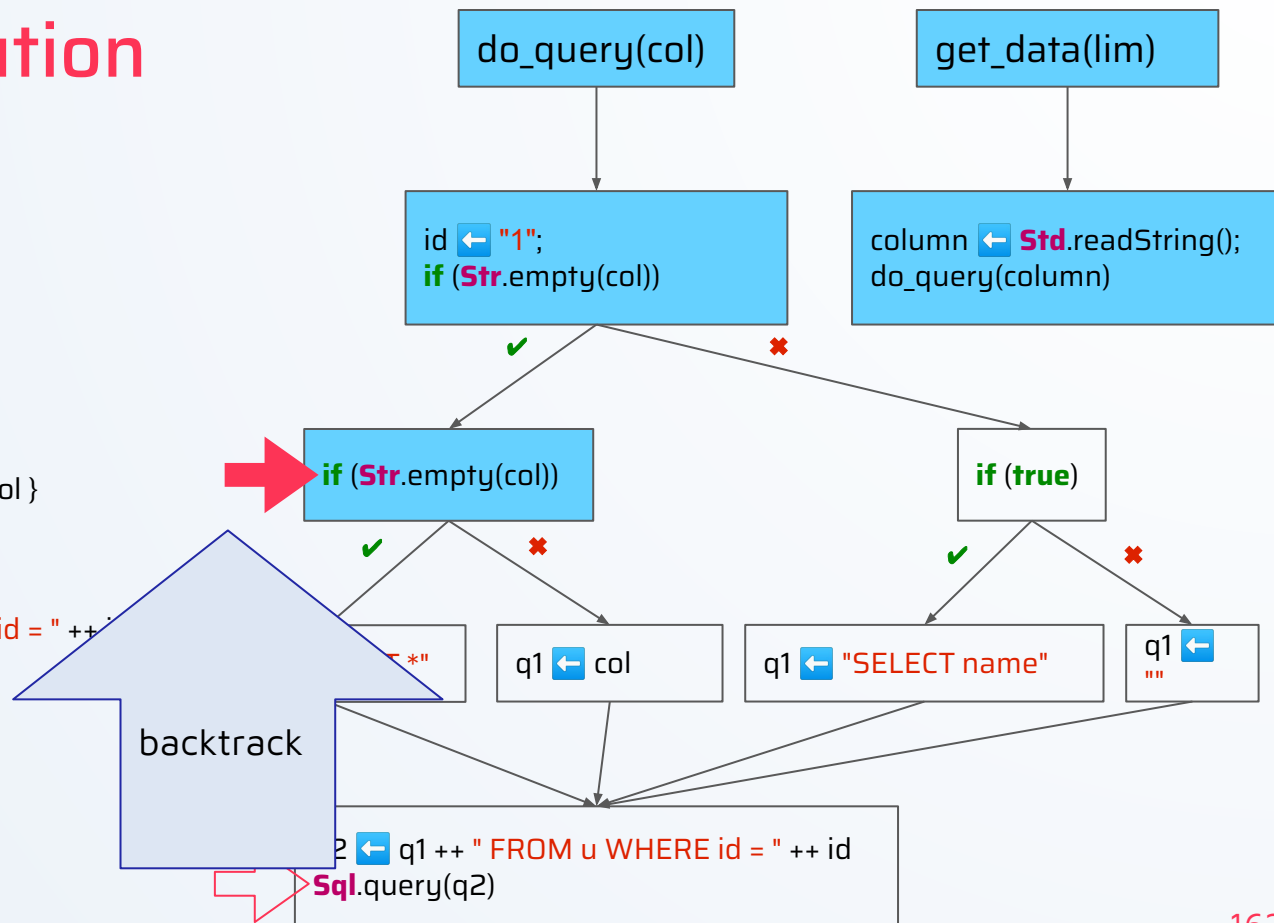 do_query(col)
get_data(lim)
id ⬅ "1";
if (Str.empty(col))
column ⬅ Std.readString();
do_query(column)
✔
✖
if (Str.empty(col))
if (true)
ol }
✔
✖
✔
✖
id = " ++
*"
q1 ⬅ col
q1 ⬅ "SELECT name"
q1 ⬅
""
backtrack
2 ⬅ q1 ++ " FROM u WHERE id = " ++ id
Sql.query(q2)